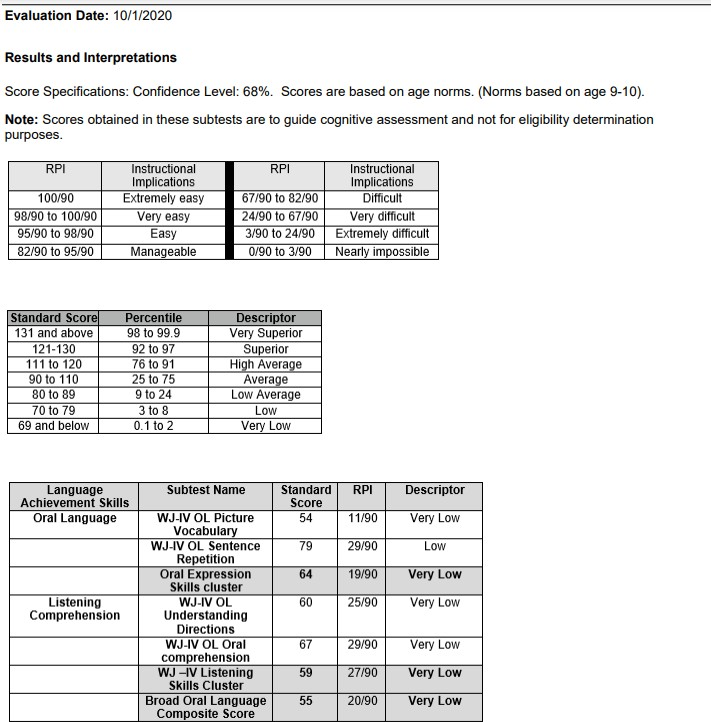 Evaluation Date: 10/1/2020
Results and Interpretations
Score Specifications: Confidence Level: 68%.  Scores are based on age norms. (Norms based on age 9-10).
Note: Scores obtained in these subtests are to guide cognitive assessment and not for eligibility determination
purposes.
RPI Instructional Implications RPI Instructional Implications
100/90 Extremely easy 67/90 to 82/90 Difficult
98/90 to 100/90 Very easy 24/90 to 67/90 Very difficult
95/90 to 98/90 Easy 3/90 to 24/90 Extremely difficult
82/90 to 95/90 Manageable 0/90 to 3/90 Nearly impossible
Standard Score Percentile Descriptor
131 and above 98 to 99.9 Very Superior
121-130 92 to 97 Superior
111 to 120 76 to 91 High Average
90 to 110 25 to 75 Average
80 to 89 9 to 24 Low Average
70 to 79 3 to 8 Low
69 and below 0.1 to 2 Very Low
Language Achievement Skills Subtest Name Standard Score RPI Descriptor
Oral Language WJ-IV OL Picture Vocabulary 54 11/90 Very Low
WJ-IV OL Sentence Repetition 79 29/90 Low
Oral Expression Skills cluster 64 19/90 Very Low
Listening Comprehension WJ-IV OL Understanding Directions 60 25/90 Very Low
WJ-IV OL Oral comprehension 67 29/90 Very Low
WJ –IV Listening Skills Cluster 59 27/90 Very Low
Broad Oral Language Composite Score 55 20/90 Very Low